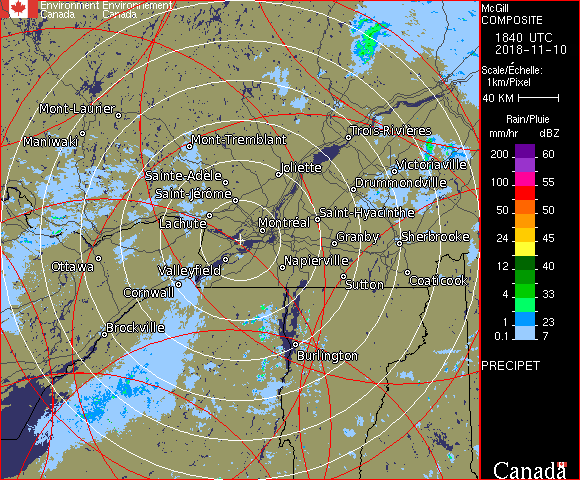 Environment Environnement
Canada Canada
McGill
COMPOSITE
1840 UTC
2018-11-10
Scale/Échelle:
1km/Pixel
40 KM
Rain/Pluie
mm/hr dBZ
200 60
100 55
50 50
24 45
12 40
4 33
1 23
0.1 7
PRECIPET
Canada
Mont-Laurier
Maniwaki
Mont-Tremblant
Trois-Rivières
Joliette
Victoriaville
Sainte-Adèle
Drummondville
Saint-Jérôme
Lachute
Montréal
Saint-Hyacinthe
Granby
Sherbrooke
Ottawa
Valleyfield
Napierville
Sutton
Coaticook
Cornwall
Brockville
Burlington